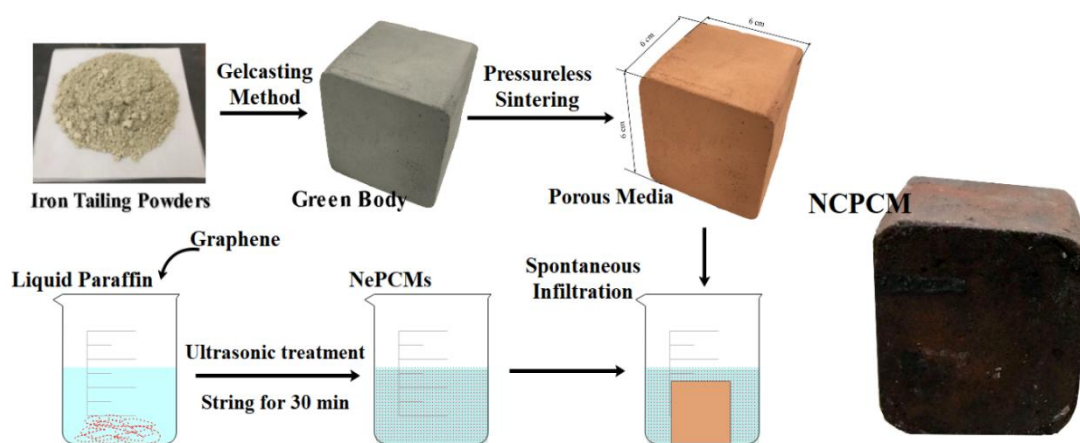 Gelcasting
Method
Pressureless
Sintering
6 cm
6 cm
6 cm
Iron Tailing Powders
Green Body
Porous Media
NCPCM
Graphene
Liquid Paraffin
NePCMs
Spontaneous
Infiltration
Ultrasonic treatment
String for 30 min